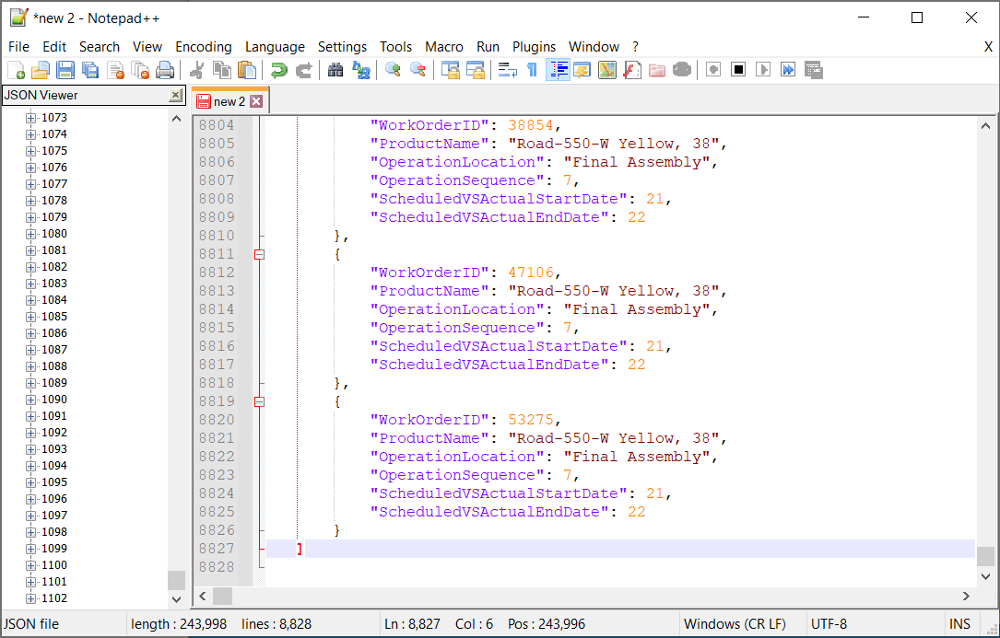 *new 2 - Notepad++
File Edit Search View Encoding Language Settings Tools Macro Run Plugins Window ? X
JSON Viewer
new 2
1073
1074
1075
1076
1077
1078
1079
1080
1081
1082
1083
1084
1085
1086
1087
1088
1089
1090
1091
1092
1093
1094
1095
1096
1097
1098
1099
1100
1101
1102
8804 "WorkOrderID": 38854,
8805 "ProductName": "Road-550-W Yellow, 38",
8806 "OperationLocation": "Final Assembly",
8807 "OperationSequence": 7,
8808 "ScheduledVSActualStartDate": 21,
8809 "ScheduledVSActualEndDate": 22
8810 },
8811 {
8812 "WorkOrderID": 47106,
8813 "ProductName": "Road-550-W Yellow, 38",
8814 "OperationLocation": "Final Assembly",
8815 "OperationSequence": 7,
8816 "ScheduledVSActualStartDate": 21,
8817 "ScheduledVSActualEndDate": 22
8818 },
8819 {
8820 "WorkOrderID": 53275,
8821 "ProductName": "Road-550-W Yellow, 38",
8822 "OperationLocation": "Final Assembly",
8823 "OperationSequence": 7,
8824 "ScheduledVSActualStartDate": 21,
8825 "ScheduledVSActualEndDate": 22
8826 }
8827 ]
8828
JSON file length : 243,998 lines : 8,828 Ln : 8,827 Col : 6 Pos : 243,996 Windows (CR LF) UTF-8 INS